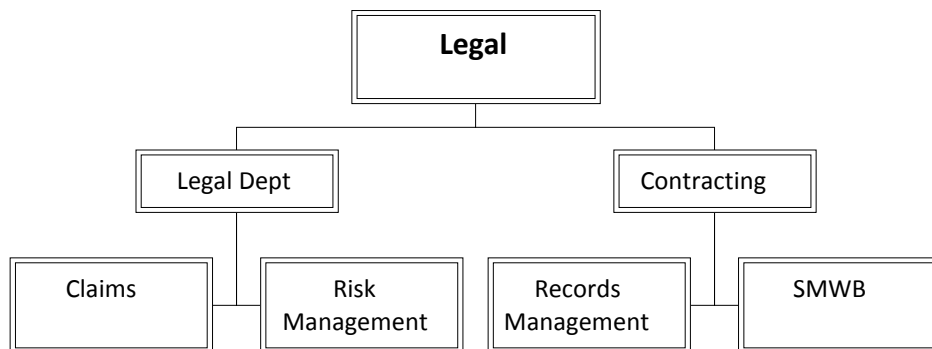 Legal
Legal Dept
Contracting
Claims
Risk
Management
Records
Management
SMWB